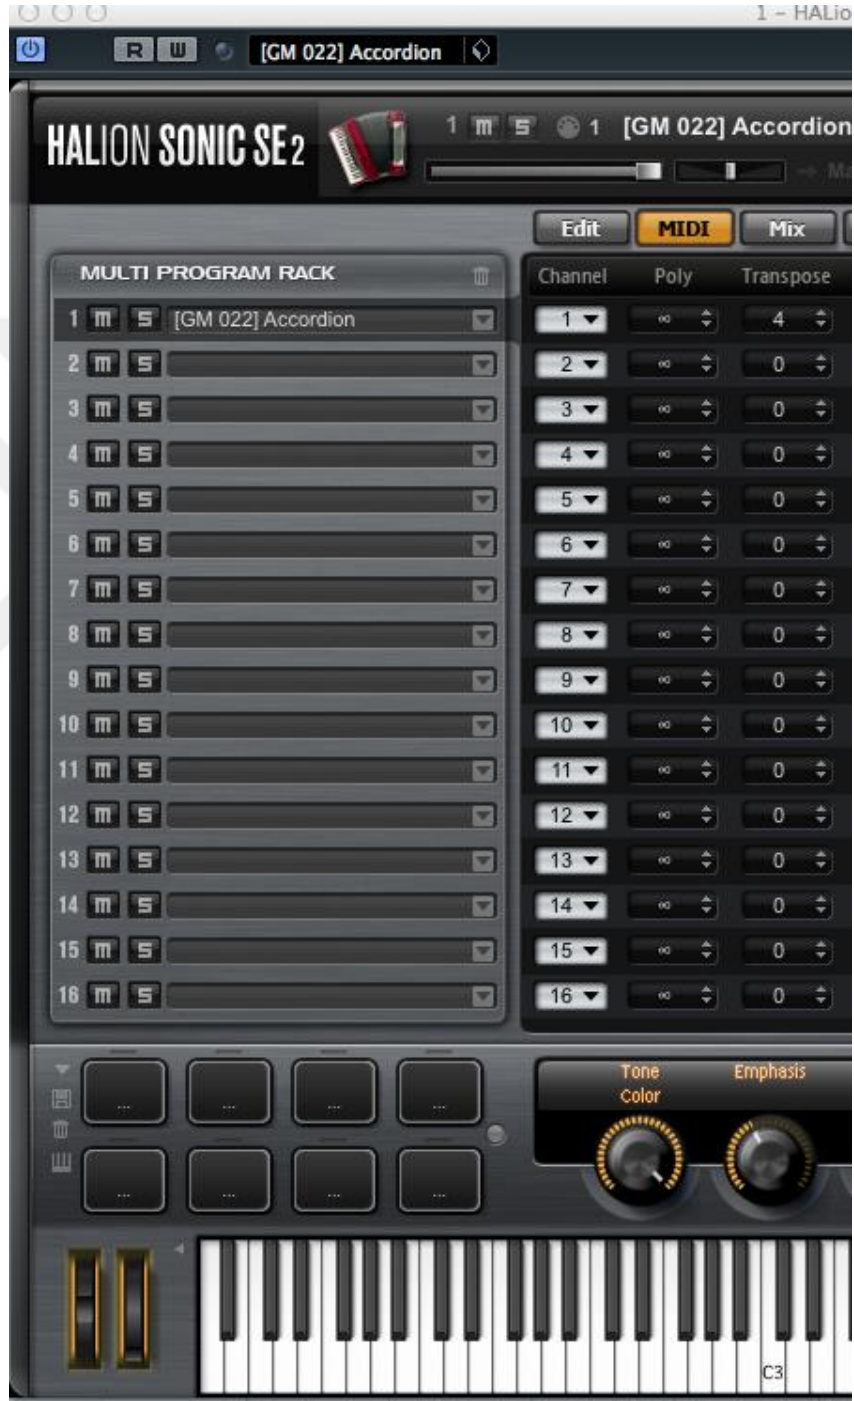 1 - HALio
R W [GM 022] Accordion
HALION SONIC SE 2
1 m S 1 [GM 022] Accordion
Ma
Edit MIDI Mix
MULTI PROGRAM RACK Channel Poly Transpose
1 m S [GM 022] Accordion 1 ∞ 4
2 m S 2 ∞ 0
3 m S 3 ∞ 0
4 m S 4 ∞ 0
5 m S 5 ∞ 0
6 m S 6 ∞ 0
7 m S 7 ∞ 0
8 m S 8 ∞ 0
9 m S 9 ∞ 0
10 m S 10 ∞ 0
11 m S 11 ∞ 0
12 m S 12 ∞ 0
13 m S 13 ∞ 0
14 m S 14 ∞ 0
15 m S 15 ∞ 0
16 m S 16 ∞ 0
Tone Emphasis
Color
... ... ... ...
... ... ... ...
C3